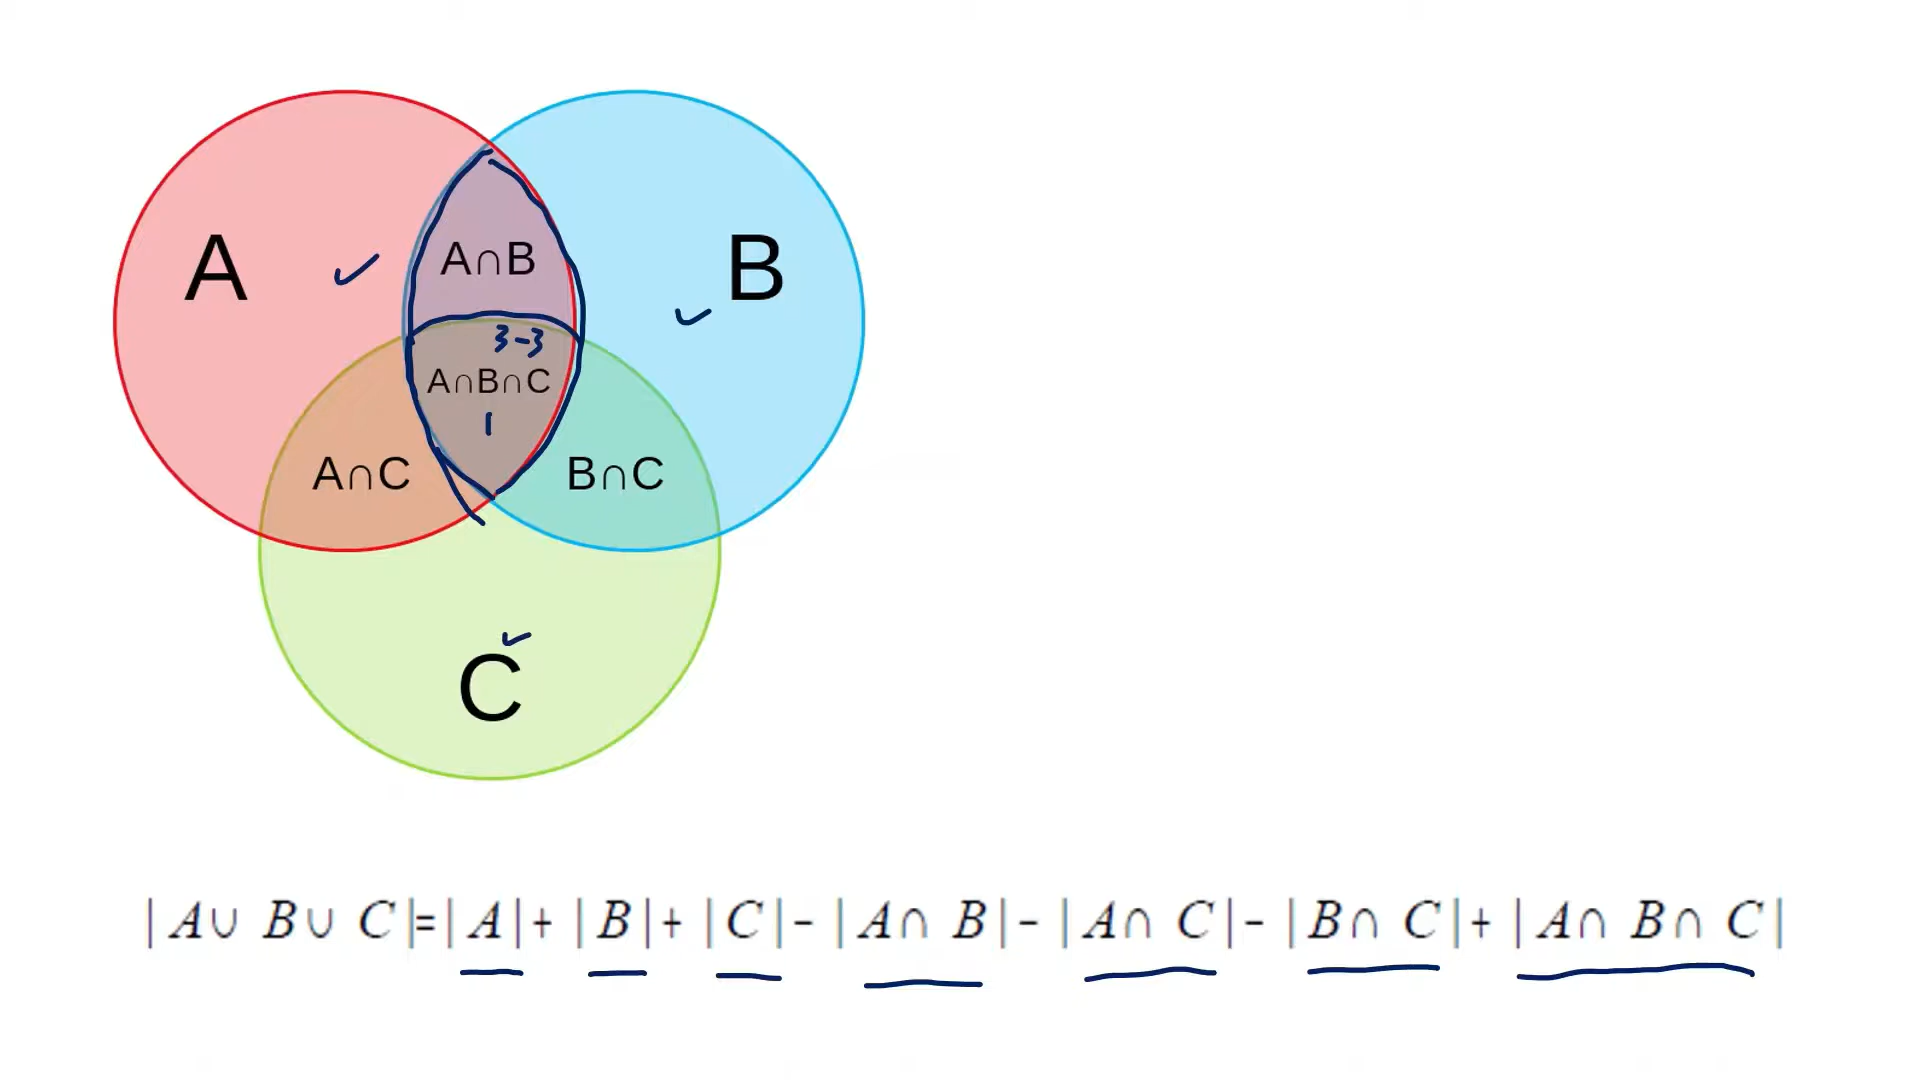 A
A∩B
B
3-3
A∩B∩C
1
A∩C
B∩C
C
|A∪ B∪ C|=|A|+|B|+|C|-|A∩ B|-|A∩ C|-|B∩ C|+|A∩ B∩ C|